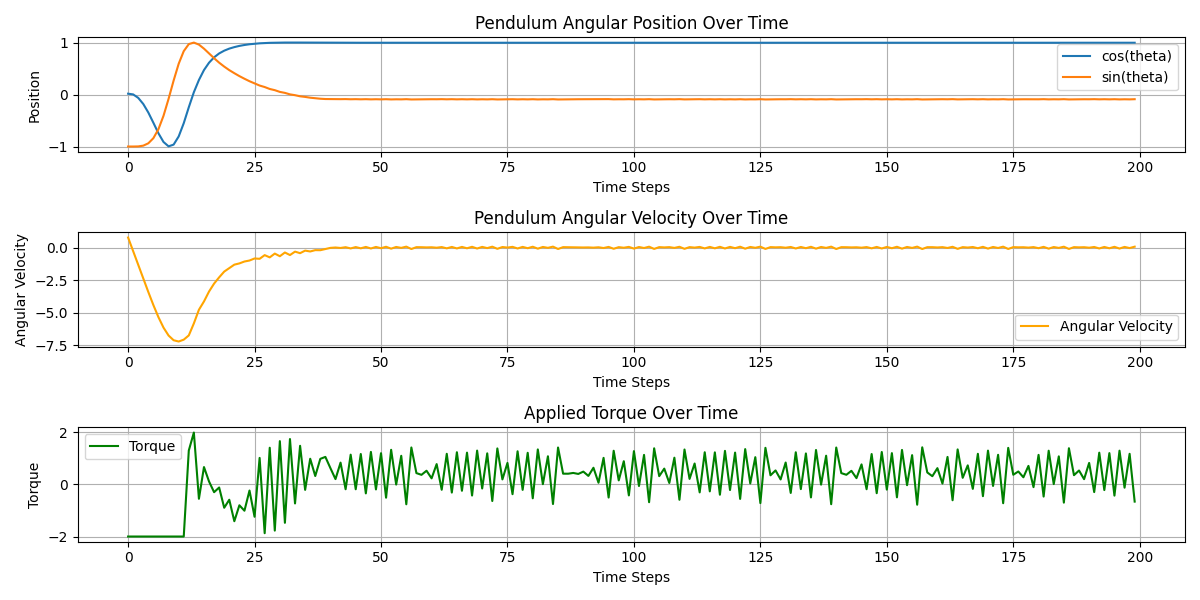 Pendulum Angular Position Over Time
1
0
−1
Position
cos(theta)
sin(theta)
0 25 50 75 100 125 150 175 200
Time Steps
Pendulum Angular Velocity Over Time
0.0
−2.5
−5.0
−7.5
Angular Velocity
Angular Velocity
0 25 50 75 100 125 150 175 200
Time Steps
Applied Torque Over Time
2
0
−2
Torque
Torque
0 25 50 75 100 125 150 175 200
Time Steps